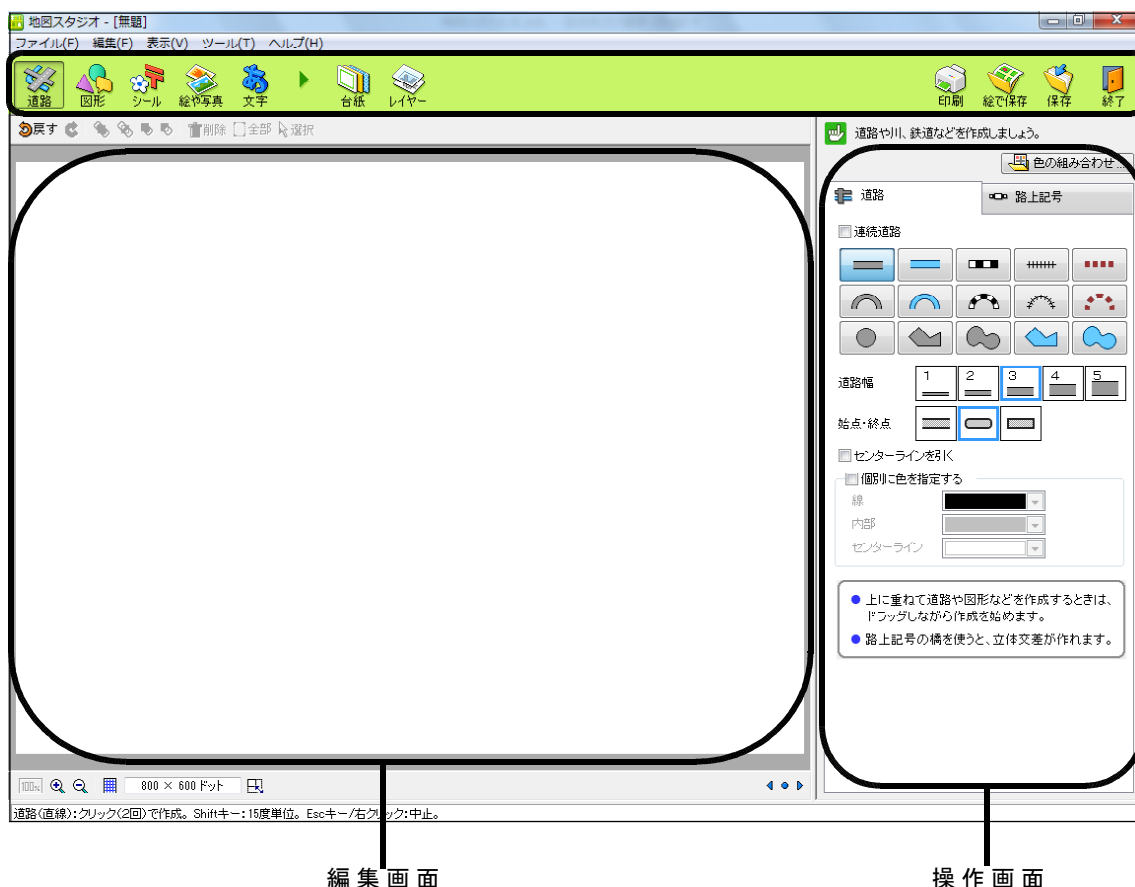 地図スタジオ - [無題]
ファイル(F) 編集(E) 表示(V) ツール(T) ヘルプ(H)
道路 図形 シール 絵や写真 文字 台紙 レイヤー 印刷 絵で保存 保存 終了
戻す 削除 全部 選択
道路や川、鉄道などを作成しましょう。
色の組み合わせ...
道路 路上記号
連続道路
道路幅 1 2 3 4 5
始点・終点
センターラインを引く
個別に色を指定する
線
内部
センターライン
● 上に重ねて道路や図形などを作成するときは、
ドラッグしながら作成を始めます。
● 路上記号の橋を使うと、立体交差が作れます。
100% 800 × 600 ドット
道路(直線):クリック(2回)で作成。Shiftキー:15度単位。Escキー/右クリック:中止。
編集画面 操作画面